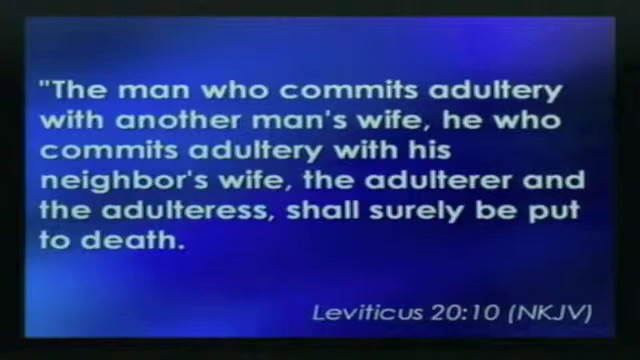 "The man who commits adultery
with another man's wife, he who
commits adultery with his
neighbor's wife, the adulterer and
the adulteress, shall surely be put
to death.
Leviticus 20:10 (NKJV)